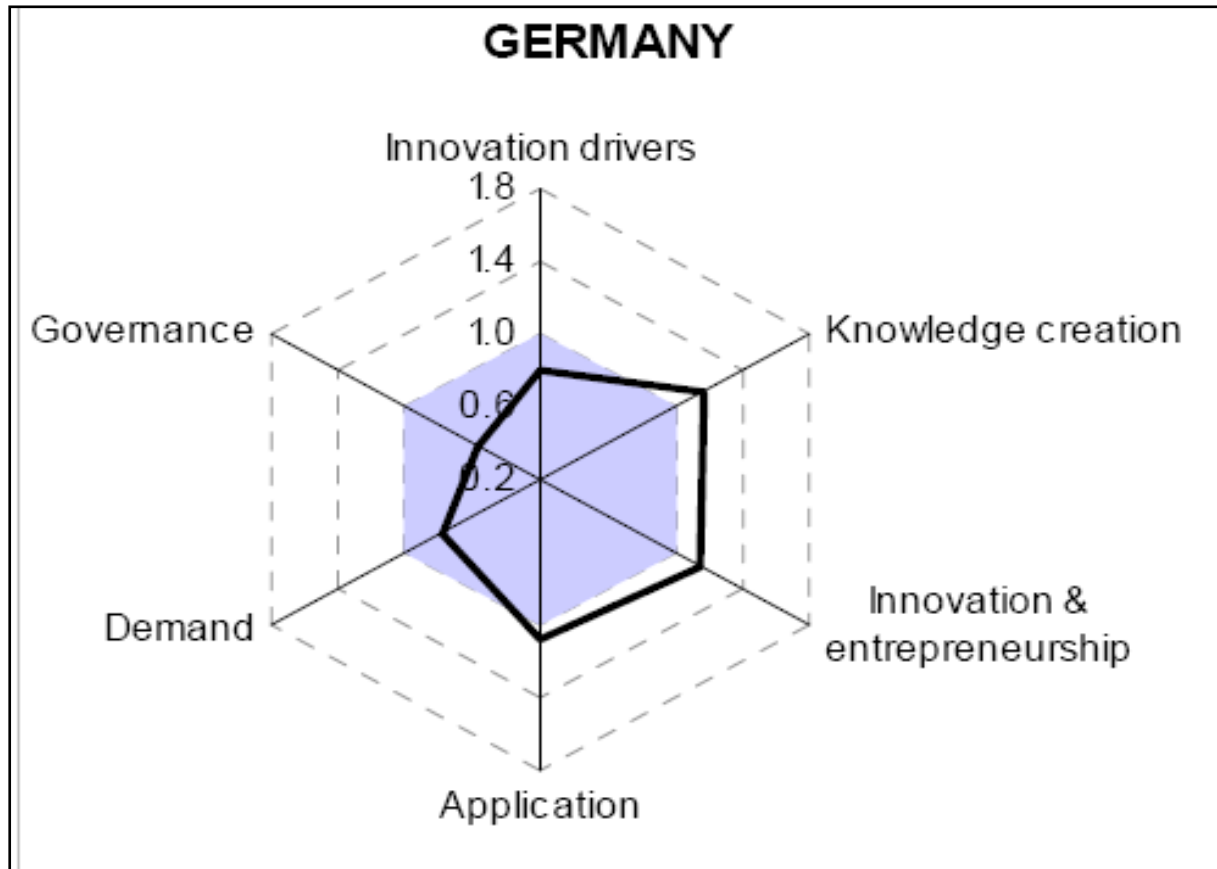 GERMANY
Innovation drivers
1.8
1.4
1.0
0.6
0.2
Governance
Knowledge creation
Demand
Innovation &
entrepreneurship
Application